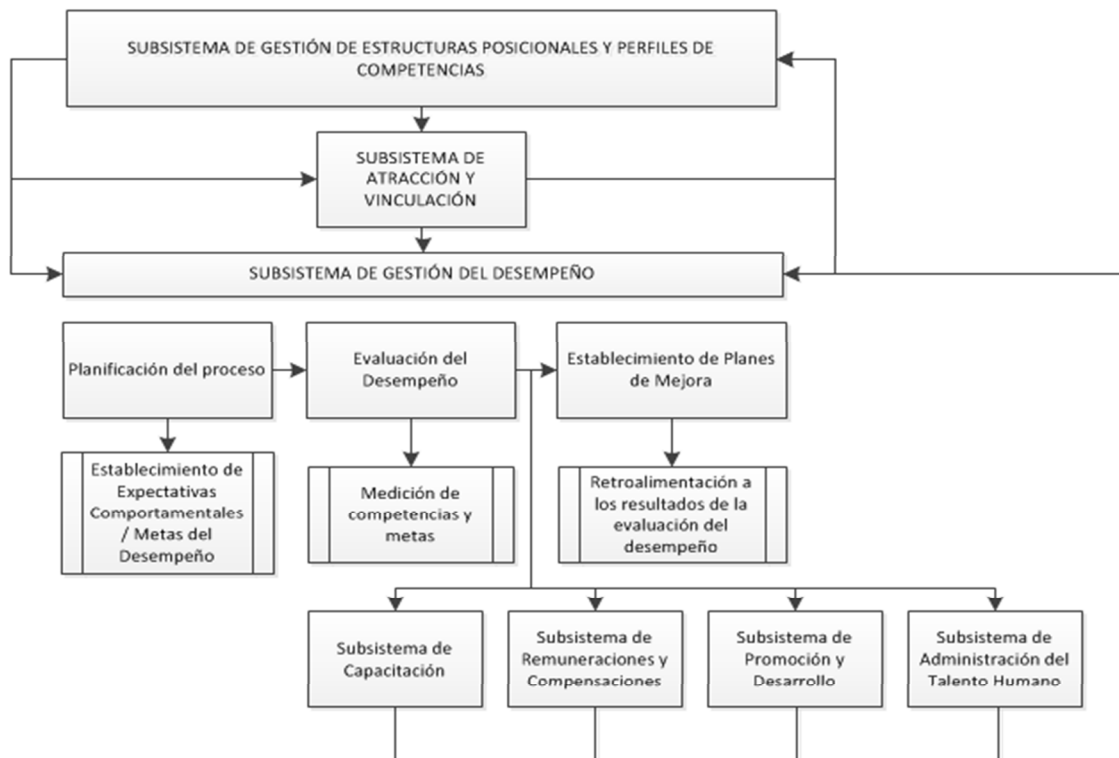 SUBSISTEMA DE GESTIÓN DE ESTRUCTURAS POSICIONALES Y PERFILES DE
COMPETENCIAS
SUBSISTEMA DE
ATRACCIÓN Y
VINCULACIÓN
SUBSISTEMA DE GESTIÓN DEL DESEMPEÑO
Planificación del proceso
Evaluación del
Desempeño
Establecimiento de Planes
de Mejora
Establecimiento de
Expectativas
Comportamentales
/ Metas del
Desempeño
Medición de
competencias y
metas
Retroalimentación a
los resultados de la
evaluación del
desempeño
Subsistema de
Capacitación
Subsistema de
Remuneraciones y
Compensaciones
Subsistema de
Promoción y
Desarrollo
Subsistema de
Administración del
Talento Humano